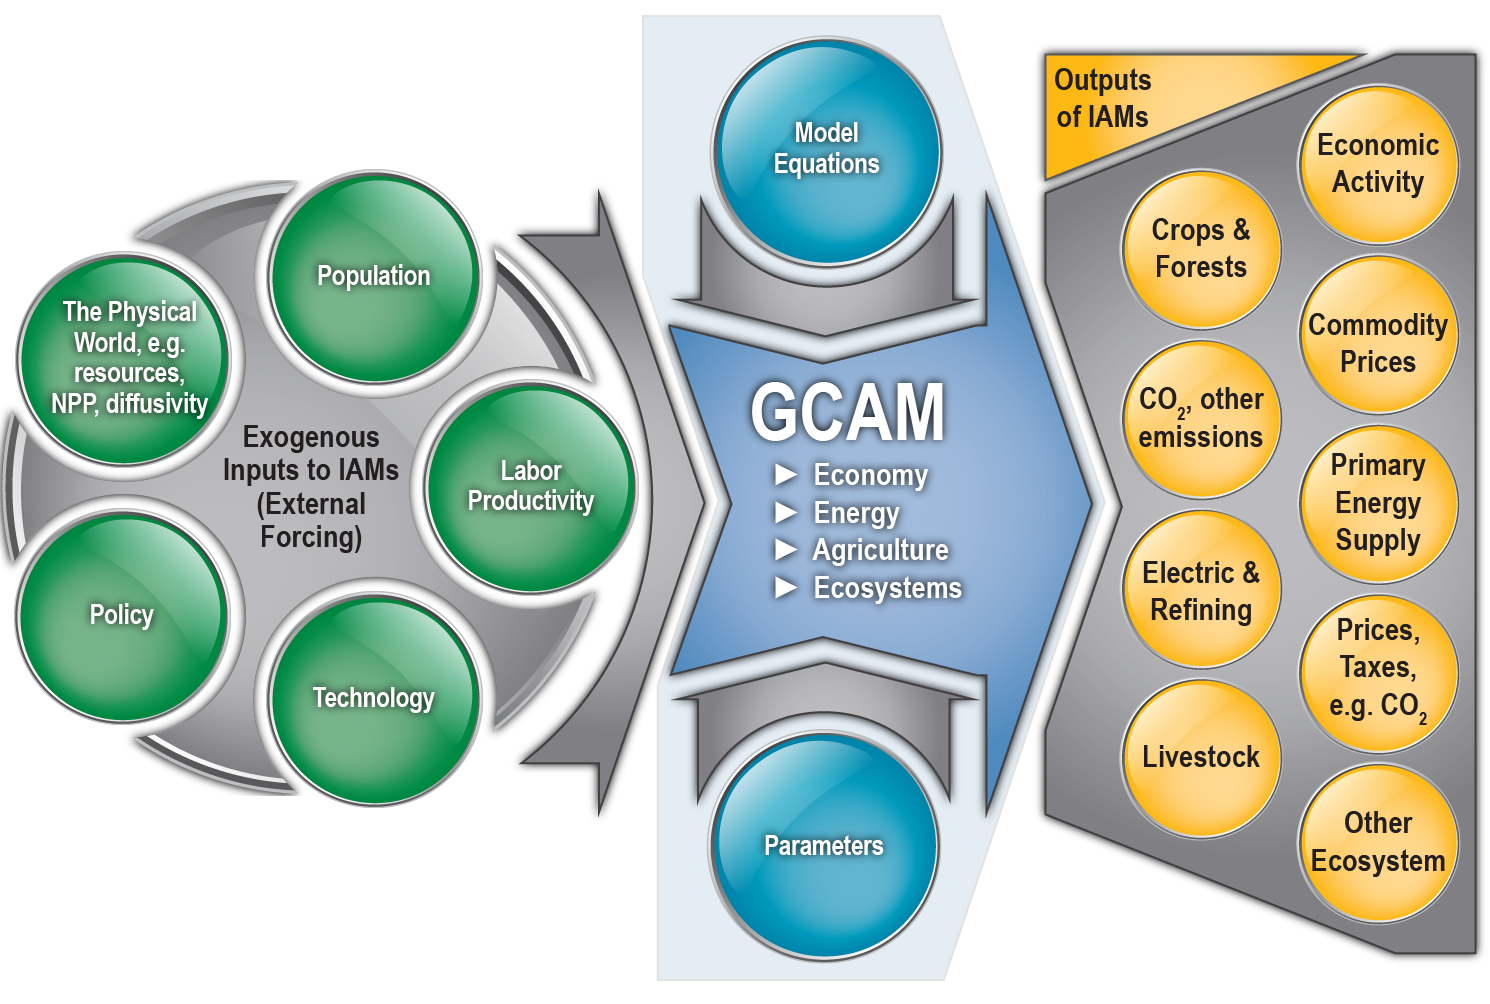 Population
The Physical
World, e.g.
resources,
NPP, diffusivity
Exogenous
Inputs to IAMs
(External
Forcing)
Labor
Productivity
Policy
Technology
Model
Equations
GCAM
► Economy
► Energy
► Agriculture
► Ecosystems
Parameters
Outputs
of IAMs
Economic
Activity
Crops &
Forests
Commodity
Prices
CO2, other
emissions
Primary
Energy
Supply
Electric &
Refining
Prices,
Taxes,
e.g. CO2
Livestock
Other
Ecosystem